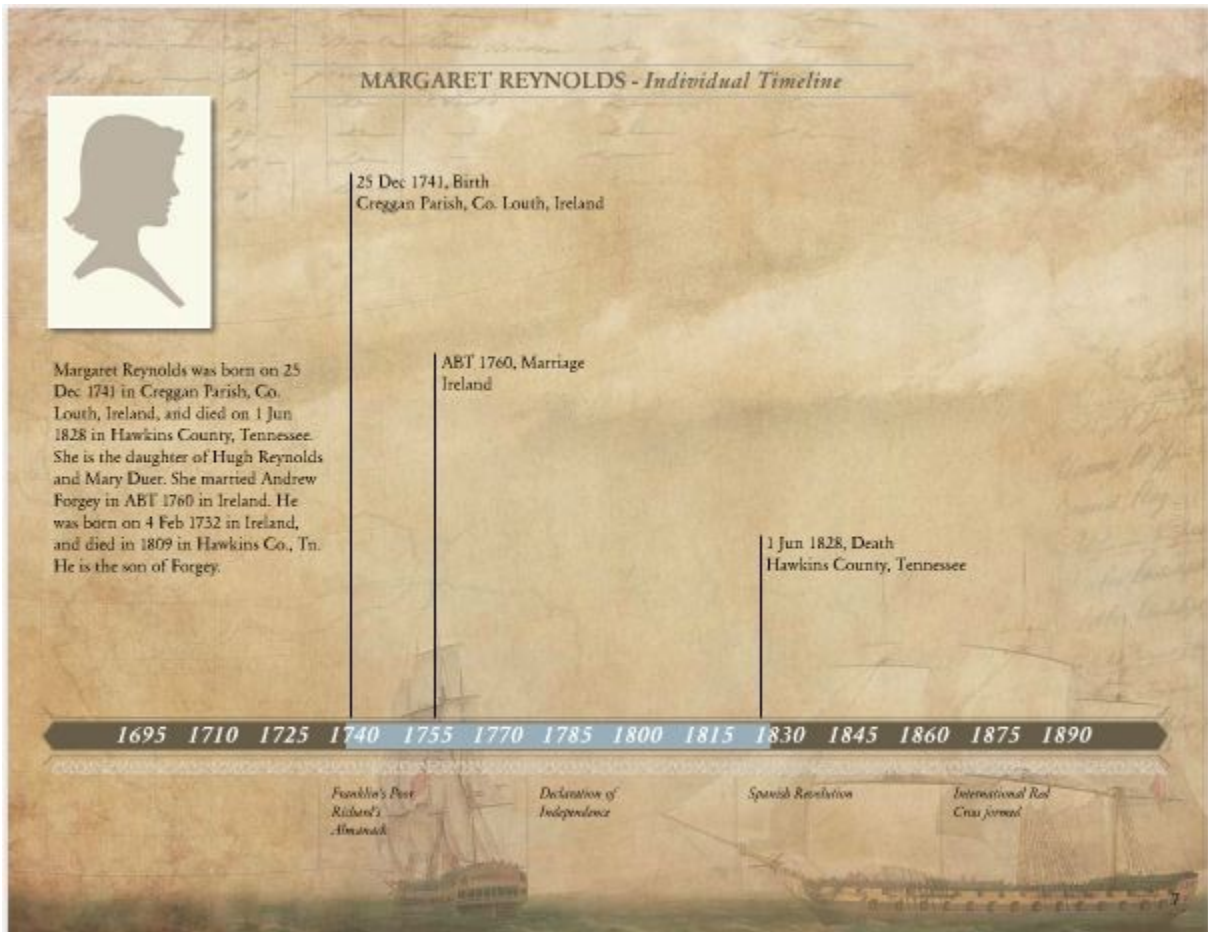 MARGARET REYNOLDS - Individual Timeline
25 Dec 1741, Birth
Creggan Parish, Co. Louth, Ireland
ABT 1760, Marriage
Ireland
Margaret Reynolds was born on 25
Dec 1741 in Creggan Parish, Co.
Louth, Ireland, and died on 1 Jun
1828 in Hawkins County, Tennessee.
She is the daughter of Hugh Reynolds
and Mary Duer. She married Andrew
Forgey in ABT 1760 in Ireland. He
was born on 4 Feb 1732 in Ireland,
and died in 1809 in Hawkins Co., Tn.
He is the son of Forgey.
1 Jun 1828, Death
Hawkins County, Tennessee
1695 1710 1725 1740 1755 1770 1785 1800 1815 1830 1845 1860 1875 1890
Franklin's Poor
Richard's
Almanack
Declaration of
Independence
Spanish Revolution
International Red
Cross formed
7